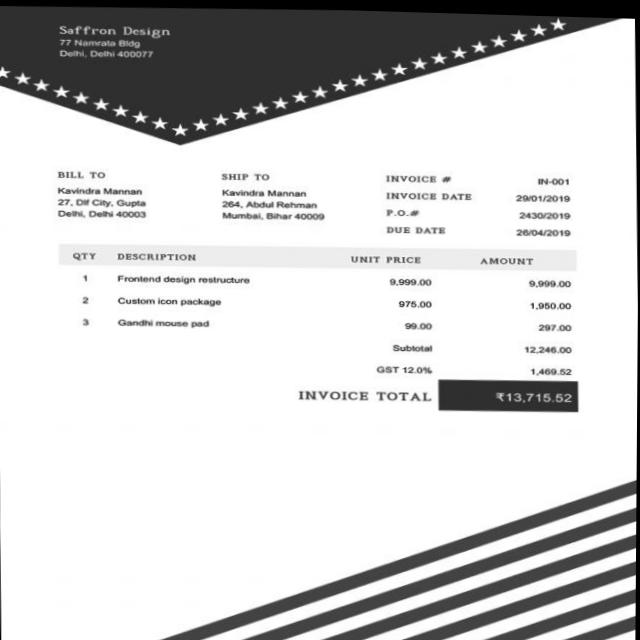 Saffron Design
77 Namrata Bldg
Delhi, Delhi 400077
BILL TO
Kavindra Mannan
27, Dlf City, Gupta
Delhi, Delhi 40003
SHIP TO
Kavindra Mannan
264, Abdul Rehman
Mumbai, Bihar 40009
INVOICE # IN-001
INVOICE DATE 29/01/2019
P.O.# 2430/2019
DUE DATE 26/04/2019
QTY DESCRIPTION UNIT PRICE AMOUNT
1 Frontend design restructure 9,999.00 9,999.00
2 Custom icon package 975.00 1,950.00
3 Gandhi mouse pad 99.00 297.00
Subtotal 12,246.00
GST 12.0% 1,469.52
INVOICE TOTAL ₹13,715.52